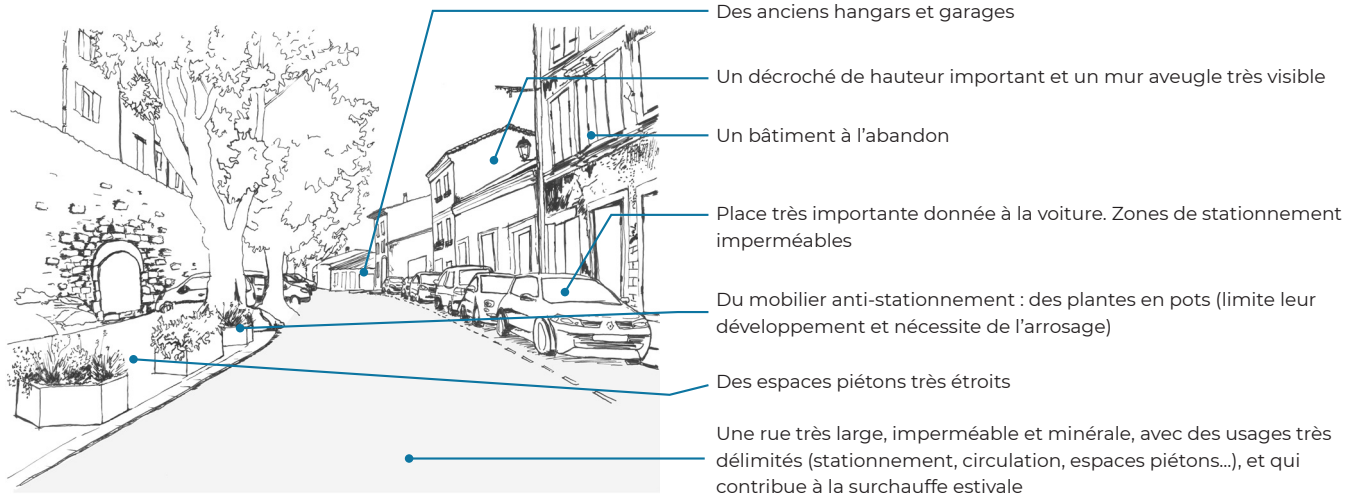 Des anciens hangars et garages
Un décroché de hauteur important et un mur aveugle très visible
Un bâtiment à l'abandon
Place très importante donnée à la voiture. Zones de stationnement
imperméables
Du mobilier anti-stationnement : des plantes en pots (limite leur
développement et nécessite de l'arrosage)
Des espaces piétons très étroits
Une rue très large, imperméable et minérale, avec des usages très
délimités (stationnement, circulation, espaces piétons...), et qui
contribue à la surchauffe estivale